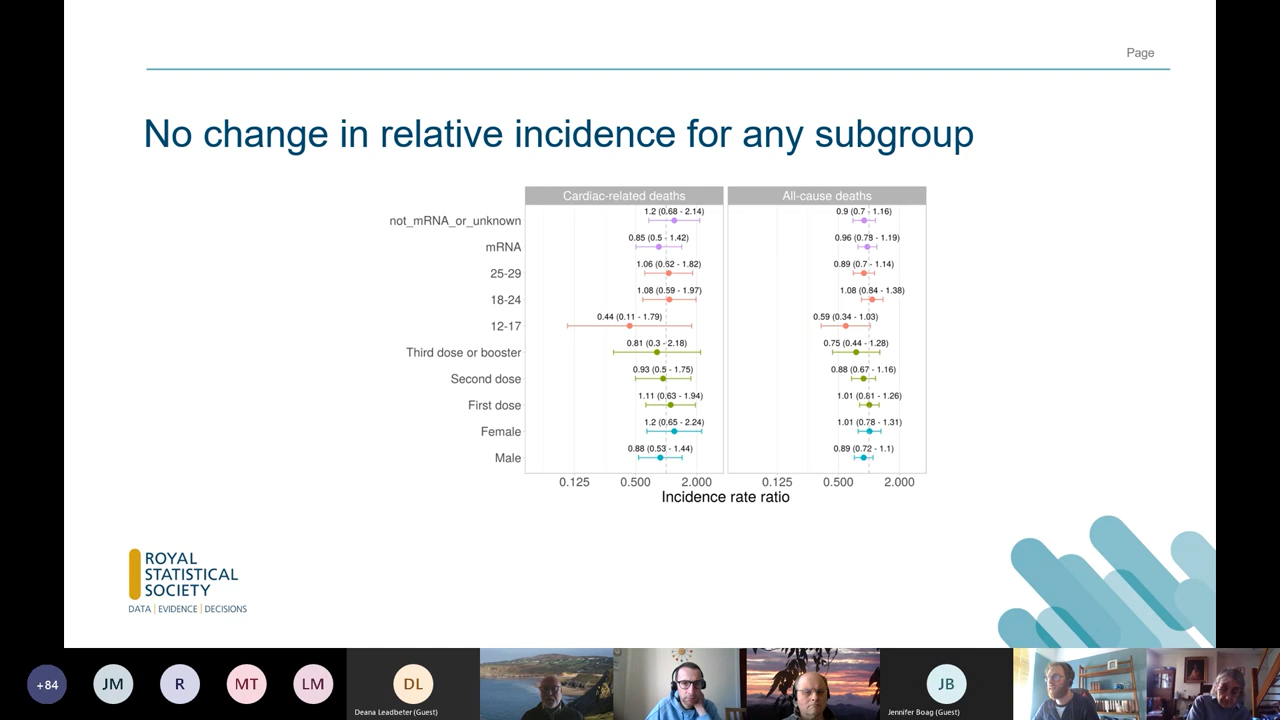 Page
No change in relative incidence for any subgroup
Cardiac-related deaths
All-cause deaths
not_mRNA_or_unknown
1.2 (0.68 - 2.14)
0.9 (0.7 - 1.16)
mRNA
0.85 (0.5 - 1.42)
0.96 (0.78 - 1.19)
25-29
1.06 (0.62 - 1.82)
0.89 (0.7 - 1.14)
18-24
1.08 (0.59 - 1.97)
1.08 (0.84 - 1.38)
12-17
0.44 (0.11 - 1.79)
0.59 (0.34 - 1.03)
Third dose or booster
0.81 (0.3 - 2.18)
0.75 (0.44 - 1.28)
Second dose
0.93 (0.5 - 1.75)
0.88 (0.67 - 1.16)
First dose
1.11 (0.63 - 1.94)
1.01 (0.81 - 1.26)
Female
1.2 (0.65 - 2.24)
1.01 (0.78 - 1.31)
Male
0.88 (0.53 - 1.44)
0.89 (0.72 - 1.1)
0.125 0.500 2.000
0.125 0.500 2.000
Incidence rate ratio
ROYAL
STATISTICAL
SOCIETY
DATA | EVIDENCE | DECISIONS
+84
JM
R
MT
LM
DL
Deana Leadbeter (Guest)
JB
Jennifer Boag (Guest)